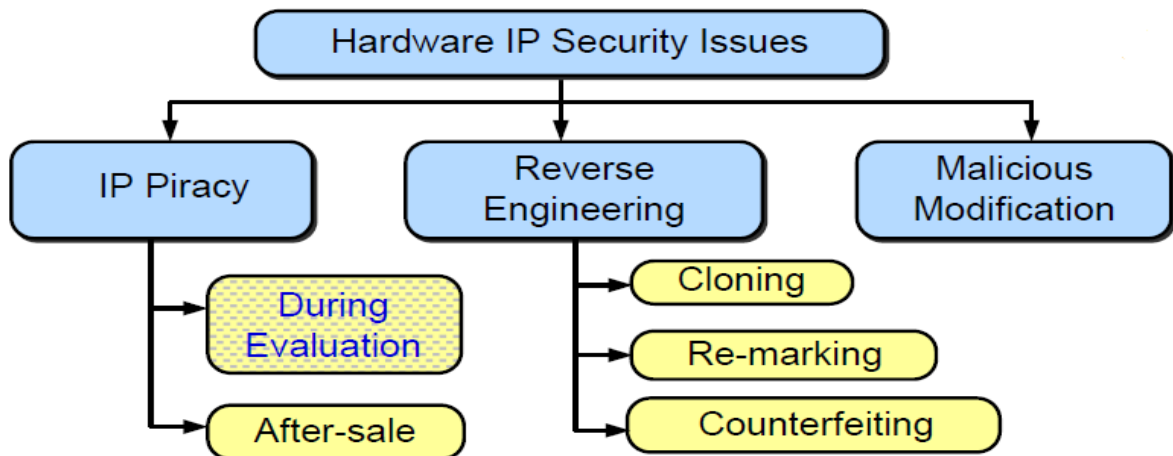 Hardware IP Security Issues
IP Piracy
Reverse
Engineering
Malicious
Modification
During
Evaluation
After-sale
Cloning
Re-marking
Counterfeiting